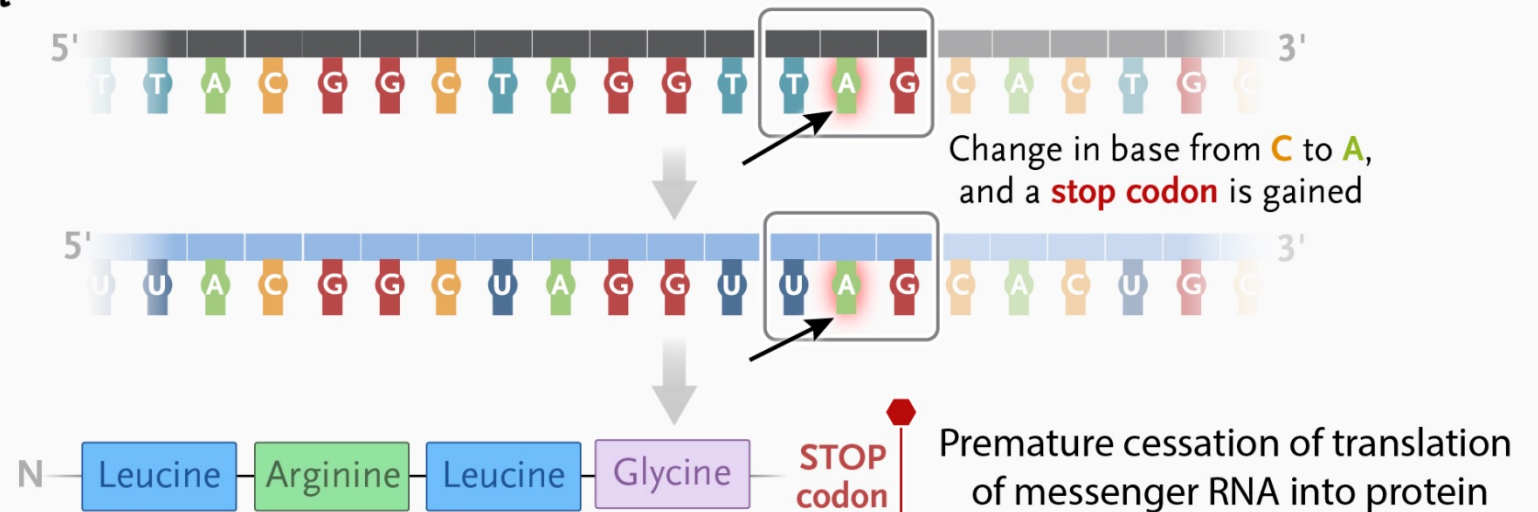 5' 3'
T T A C G G C T A G G T T A G C A C T G C
Change in base from C to A,
and a stop codon is gained
5' 3'
U U A C G G C U A G G U U A G C A C U G C
N Leucine Arginine Leucine Glycine STOP
codon
Premature cessation of translation
of messenger RNA into protein